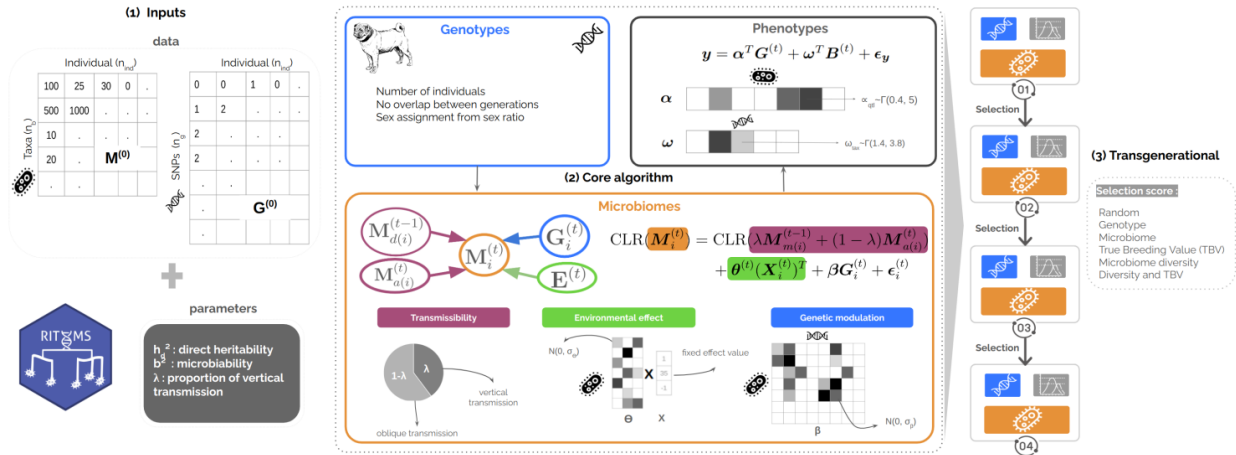 (1) Inputs
data
Individual (n_ind)
100 25 30 0 .
500 1000 . . .
10 . . .
20 .
. . . . .
Taxa (n_b)
M^(0)
Individual (n_ind)
0 0 1 0 .
1 2 . . .
2 . . . .
2 . . . .
. . . . .
.
.
SNPs (n_g)
G^(0)
parameters
RITHMS
h_d^2 : direct heritability
b^2 : microbiability
λ : proportion of vertical
transmission
Genotypes
Number of individuals
No overlap between generations
Sex assignment from sex ratio
Phenotypes
y = α^T G^(t) + ω^T B^(t) + ϵ_y
α
α_qtl~Γ(0.4, 5)
ω
~Γ(1.4, 3.8)
(2) Core algorithm
Microbiomes
M_d(i)^(t-1)
M_a(i)^(t)
M_i^(t)
G_i^(t)
E^(t)
CLR(M_i^(t)) = CLR(λM_m(i)^(t-1) + (1 − λ)M_a(i)^(t))
+ θ^(t)(X_i^(t))^T + βG_i^(t) + ϵ_i^(t)
Transmissibility
1-λ
λ
vertical
transmission
oblique transmission
Environmental effect
N(0, σ_θ)
X
1
35
-1
fixed effect value
Θ
X
Genetic modulation
N(0, σ_β)
β
01
Selection
02
Selection
03
Selection
04
(3) Transgenerational
Selection score :
Random
Genotype
Microbiome
True Breeding Value (TBV)
Microbiome diversity
Diversity and TBV